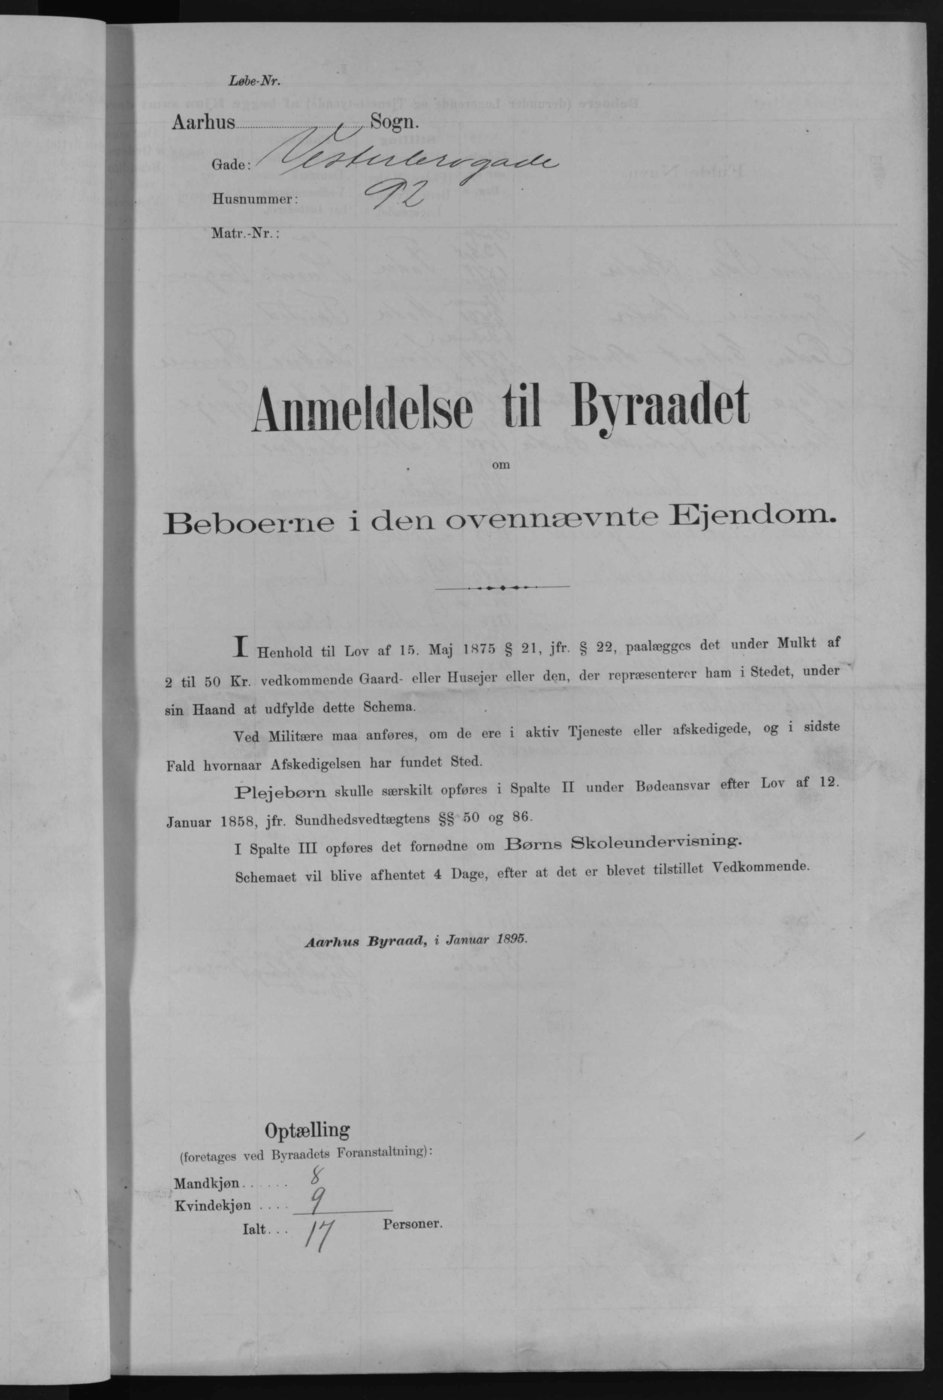 Løbe-Nr.
Aarhus Sogn.
Gade: Vesterbrogade
Husnummer: 92
Matr.-Nr.:
Anmeldelse til Byraadet
om
Beboerne i den ovennævnte Ejendom.
I Henhold til Lov af 15. Maj 1875 § 21, jfr. § 22, paalægges det under Mulkt af
2 til 50 Kr. vedkommende Gaard- eller Husejer eller den, der repræsenterer ham i Stedet, under
sin Haand at udfylde dette Schema.
Ved Militære maa anføres, om de ere i aktiv Tjeneste eller afskedigede, og i sidste
Fald hvornaar Afskedigelsen har fundet Sted.
Plejebørn skulle særskilt opføres i Spalte II under Bødeansvar efter Lov af 12.
Januar 1858, jfr. Sundhedsvedtægtens §§ 50 og 86.
I Spalte III opføres det fornødne om Børns Skoleundervisning.
Schemaet vil blive afhentet 4 Dage, efter at det er blevet tilstillet Vedkommende.
Aarhus Byraad, i Januar 1895.
Optælling
(foretages ved Byraadets Foranstaltning):
Mandkjøn...... 8
Kvindekjøn .... 9
Ialt... 17 Personer.